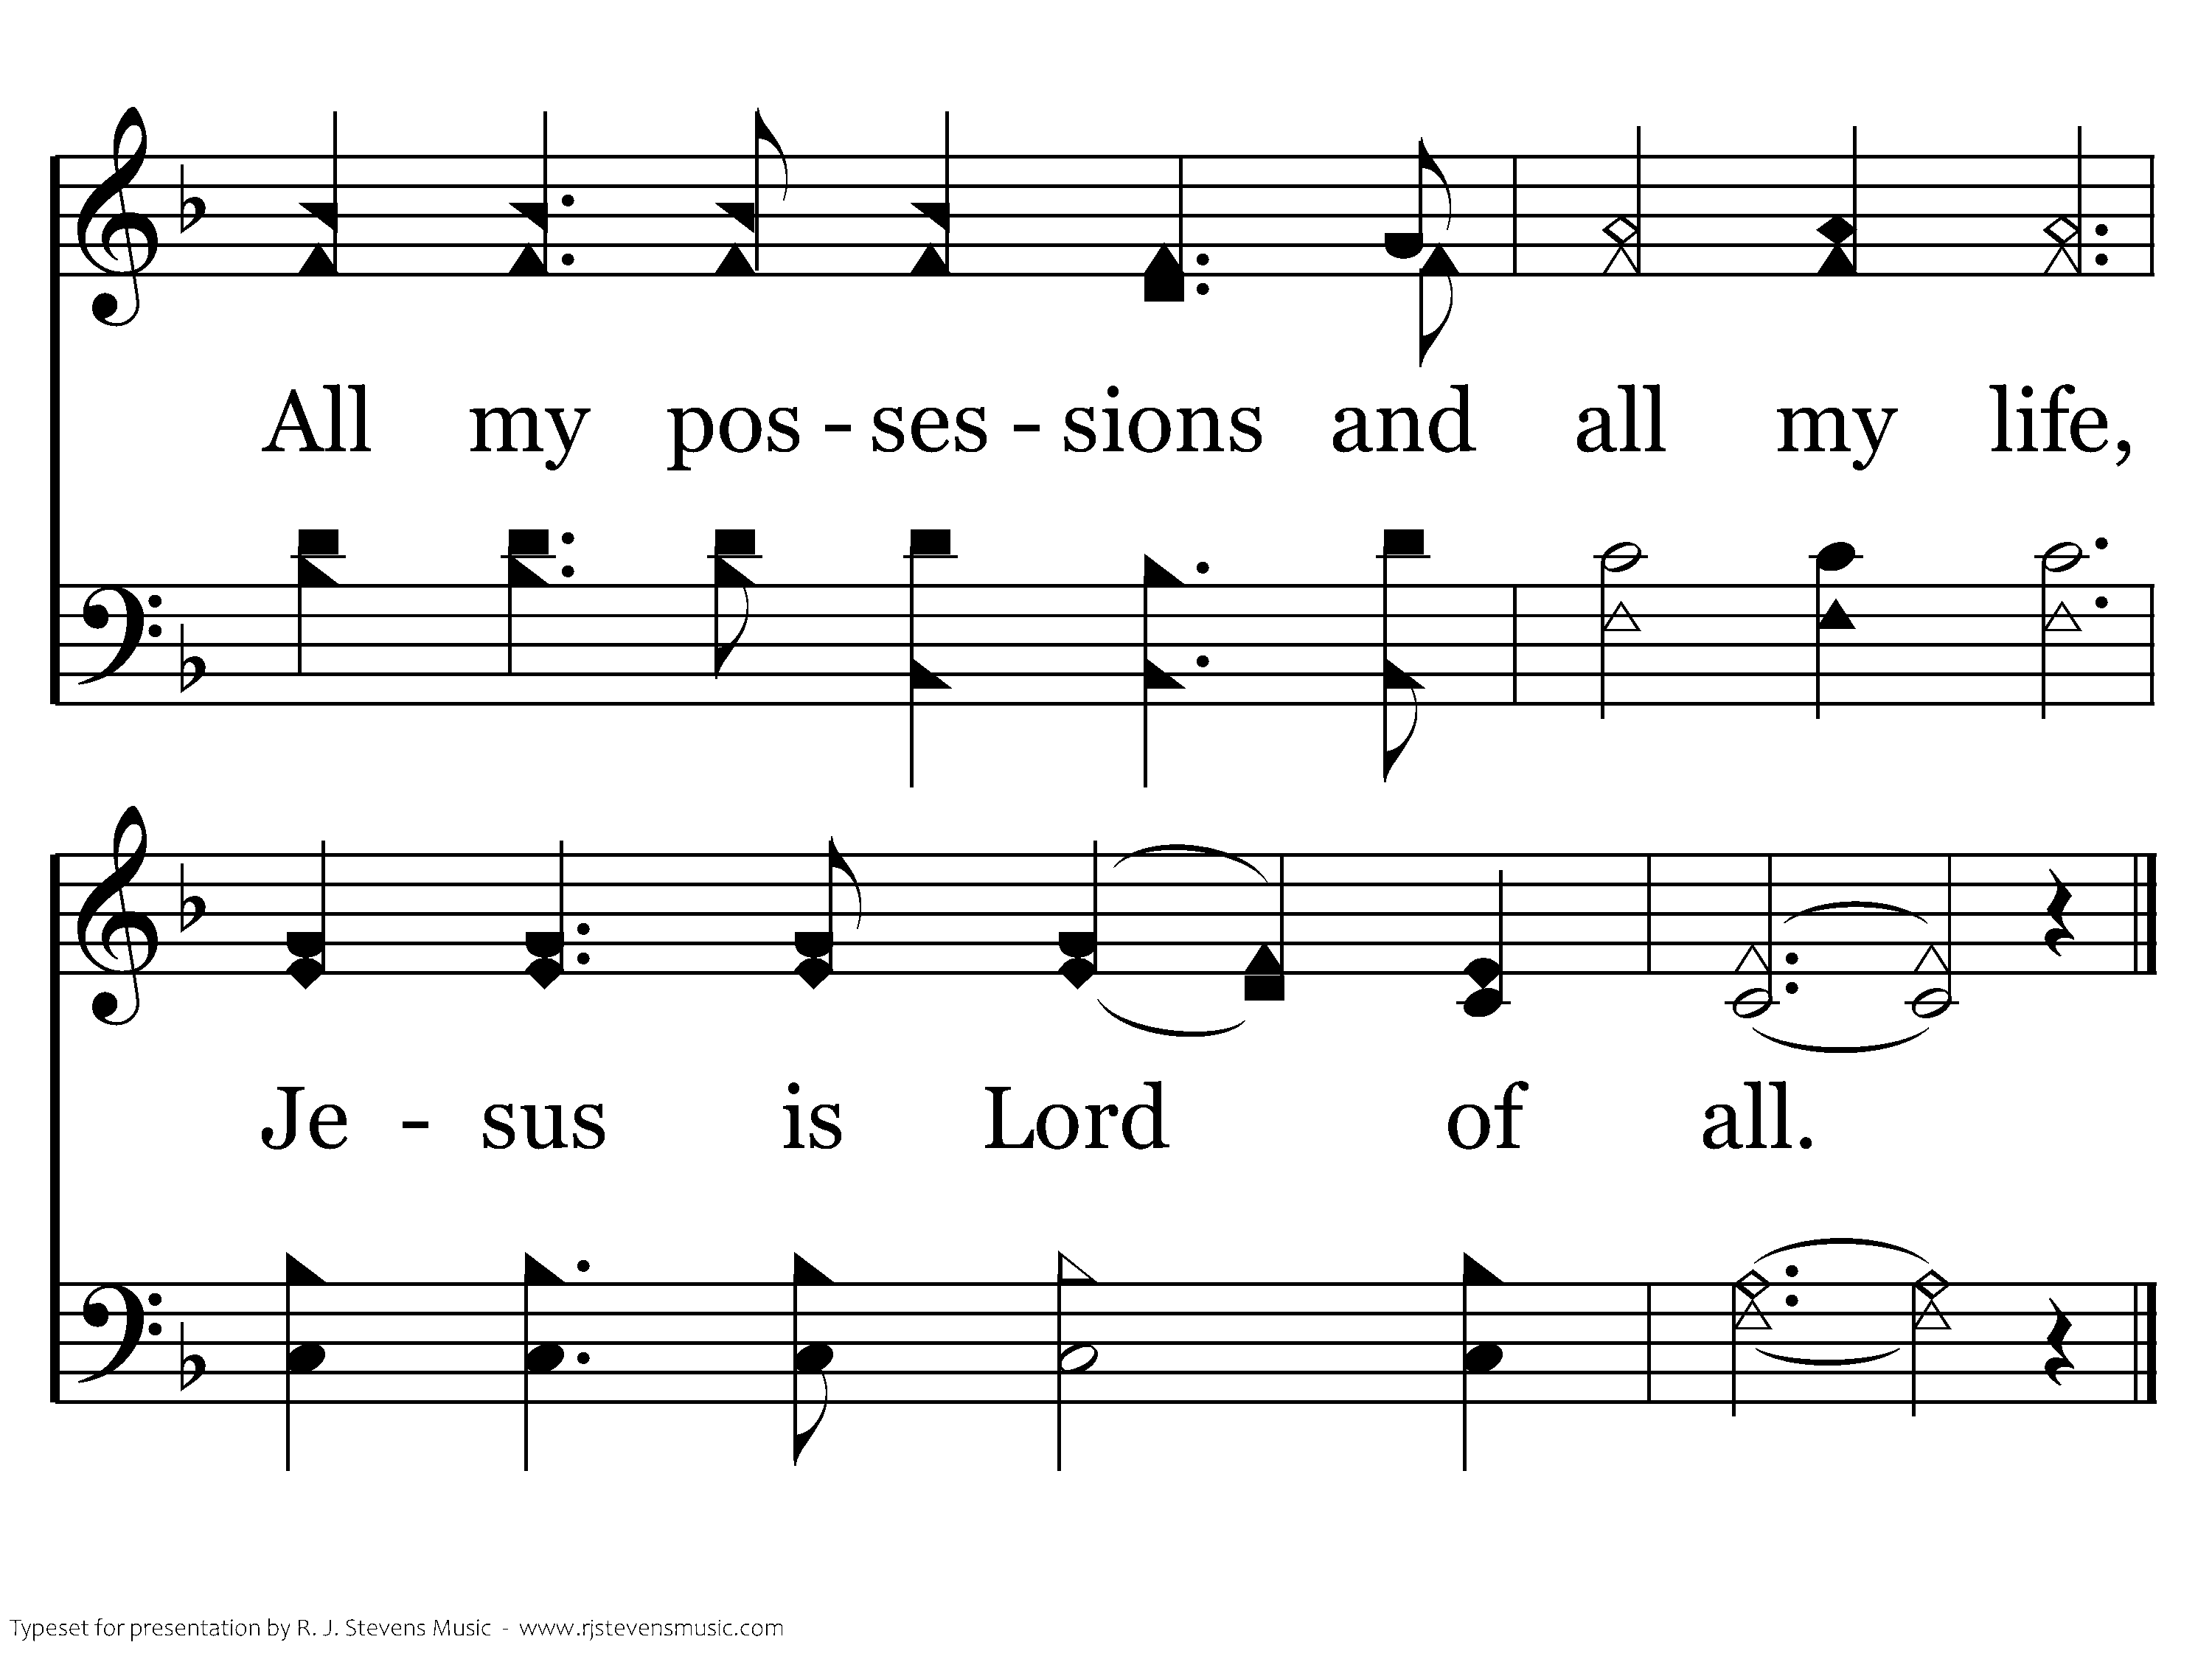 All my pos - ses - sions and all my life,
Je - sus is Lord of all.
Typeset for presentation by R. J. Stevens Music - www.rjstevensmusic.com